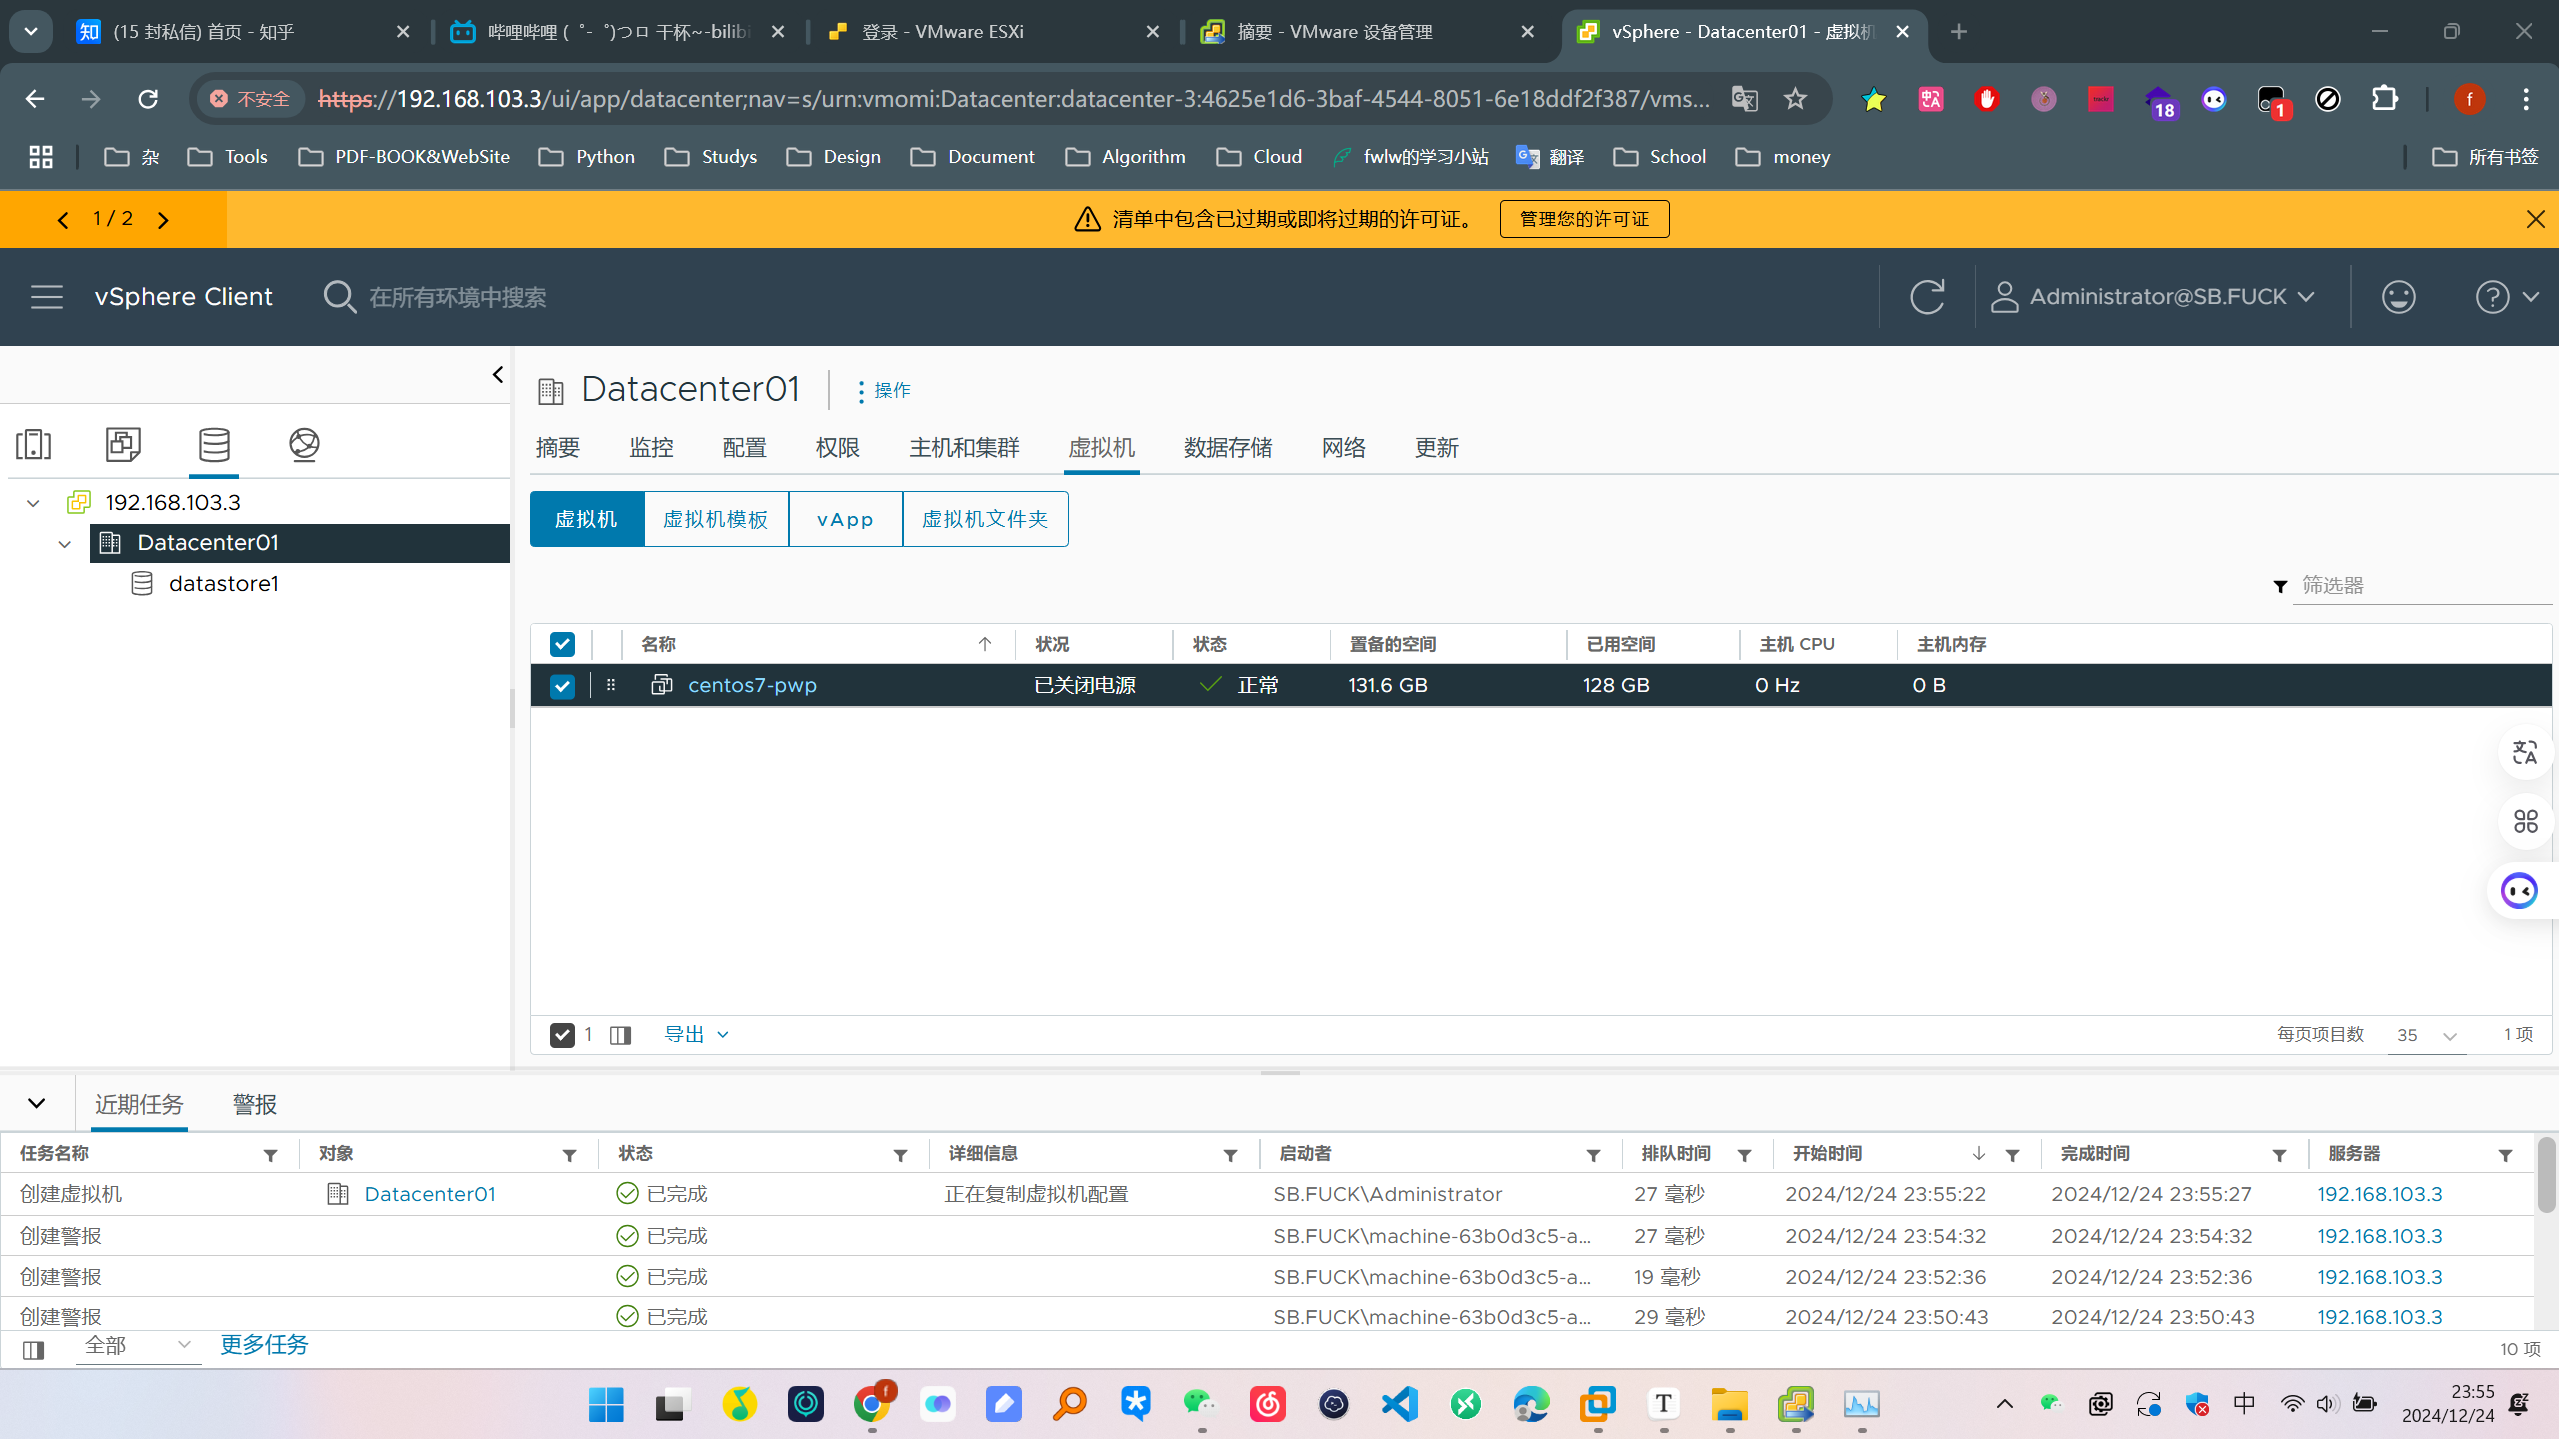 (15 封私信) 首页 - 知乎
哔哩哔哩 (゜-゜)つロ 干杯~-bilibi
登录 - VMware ESXi
摘要 - VMware 设备管理
vSphere - Datacenter01 - 虚拟机
不安全
https://192.168.103.3/ui/app/datacenter;nav=s/urn:vmomi:Datacenter:datacenter-3:4625e1d6-3baf-4544-8051-6e18ddf2f387/vms...
18
1
f
杂
Tools
PDF-BOOK&WebSite
Python
Studys
Design
Document
Algorithm
Cloud
fwlw的学习小站
翻译
School
money
所有书签
1 / 2
清单中包含已过期或即将过期的许可证。
管理您的许可证
vSphere Client
在所有环境中搜索
Administrator@SB.FUCK
Datacenter01
操作
摘要
监控
配置
权限
主机和集群
虚拟机
数据存储
网络
更新
192.168.103.3
Datacenter01
datastore1
虚拟机
虚拟机模板
vApp
虚拟机文件夹
筛选器
名称 状况 状态 置备的空间 已用空间 主机 CPU 主机内存
centos7-pwp 已关闭电源 正常 131.6 GB 128 GB 0 Hz 0 B
1
导出
每页项目数 35 1 项
近期任务
警报
任务名称 对象 状态 详细信息 启动者 排队时间 开始时间 完成时间 服务器
创建虚拟机 Datacenter01 已完成 正在复制虚拟机配置 SB.FUCK\Administrator 27 毫秒 2024/12/24 23:55:22 2024/12/24 23:55:27 192.168.103.3
创建警报 已完成 SB.FUCK\machine-63b0d3c5-a... 27 毫秒 2024/12/24 23:54:32 2024/12/24 23:54:32 192.168.103.3
创建警报 已完成 SB.FUCK\machine-63b0d3c5-a... 19 毫秒 2024/12/24 23:52:36 2024/12/24 23:52:36 192.168.103.3
创建警报 已完成 SB.FUCK\machine-63b0d3c5-a... 29 毫秒 2024/12/24 23:50:43 2024/12/24 23:50:43 192.168.103.3
全部
更多任务
10 项
中
23:55
2024/12/24